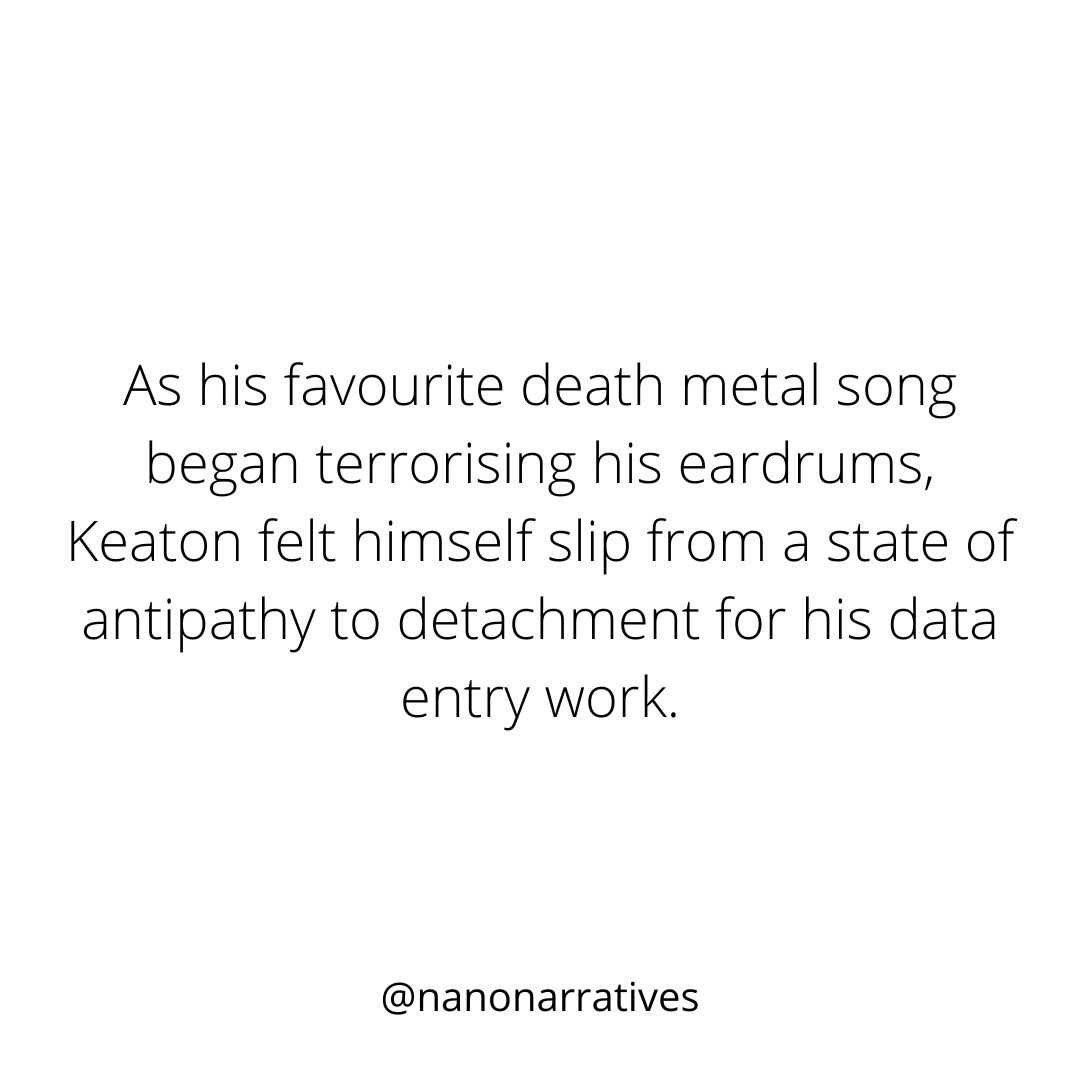 As his favourite death metal song
began terrorising his eardrums,
Keaton felt himself slip from a state of
antipathy to detachment for his data
entry work.
@nanonarratives